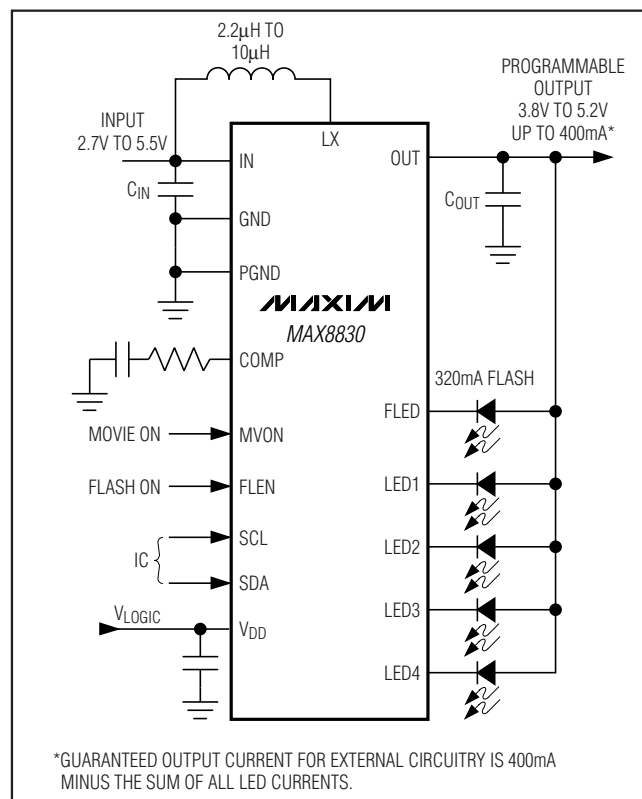 2.2μH TO
10μH
PROGRAMMABLE
OUTPUT
3.8V TO 5.2V
UP TO 400mA*
INPUT
2.7V TO 5.5V
LX
IN
OUT
CIN
COUT
GND
PGND
MAXIM
MAX8830
COMP
320mA FLASH
FLED
MOVIE ON
MVON
FLASH ON
FLEN
LED1
SCL
LED2
IC
SDA
LED3
VLOGIC
VDD
LED4
*GUARANTEED OUTPUT CURRENT FOR EXTERNAL CIRCUITRY IS 400mA
MINUS THE SUM OF ALL LED CURRENTS.